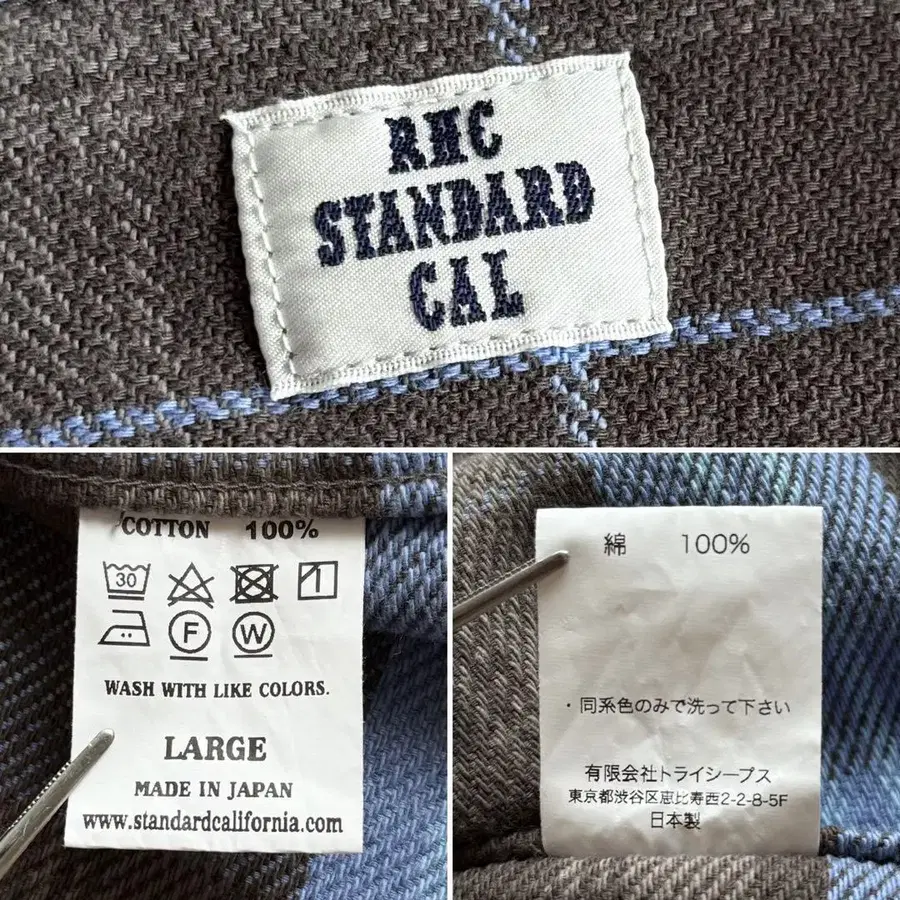 RHC
STANDARD
CAL
COTTON 100%
30
1
F W
WASH WITH LIKE COLORS.
LARGE
MADE IN JAPAN
www.standardcalifornia.com
綿 100%
・同系色のみで洗って下さい
有限会社トライシープス
東京都渋谷区恵比寿西2-2-8-5F
日本製